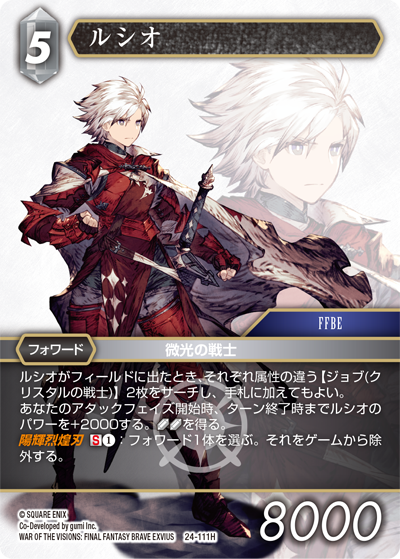 5
ルシオ
FFBE
フォワード
微光の戦士
ルシオがフィールドに出たとき、それぞれ属性の違う【ジョブ(ク
リスタルの戦士)】2枚をサーチし、手札に加えてもよい。
あなたのアタックフェイズ開始時、ターン終了時までルシオの
パワーを+2000する。を得る。
陽輝烈煌刃 S1:フォワード1体を選ぶ。それをゲームから除
外する。
© SQUARE ENIX
Co-Developed by gumi Inc.
WAR OF THE VISIONS: FINAL FANTASY BRAVE EXVIUS
24-111H
8000